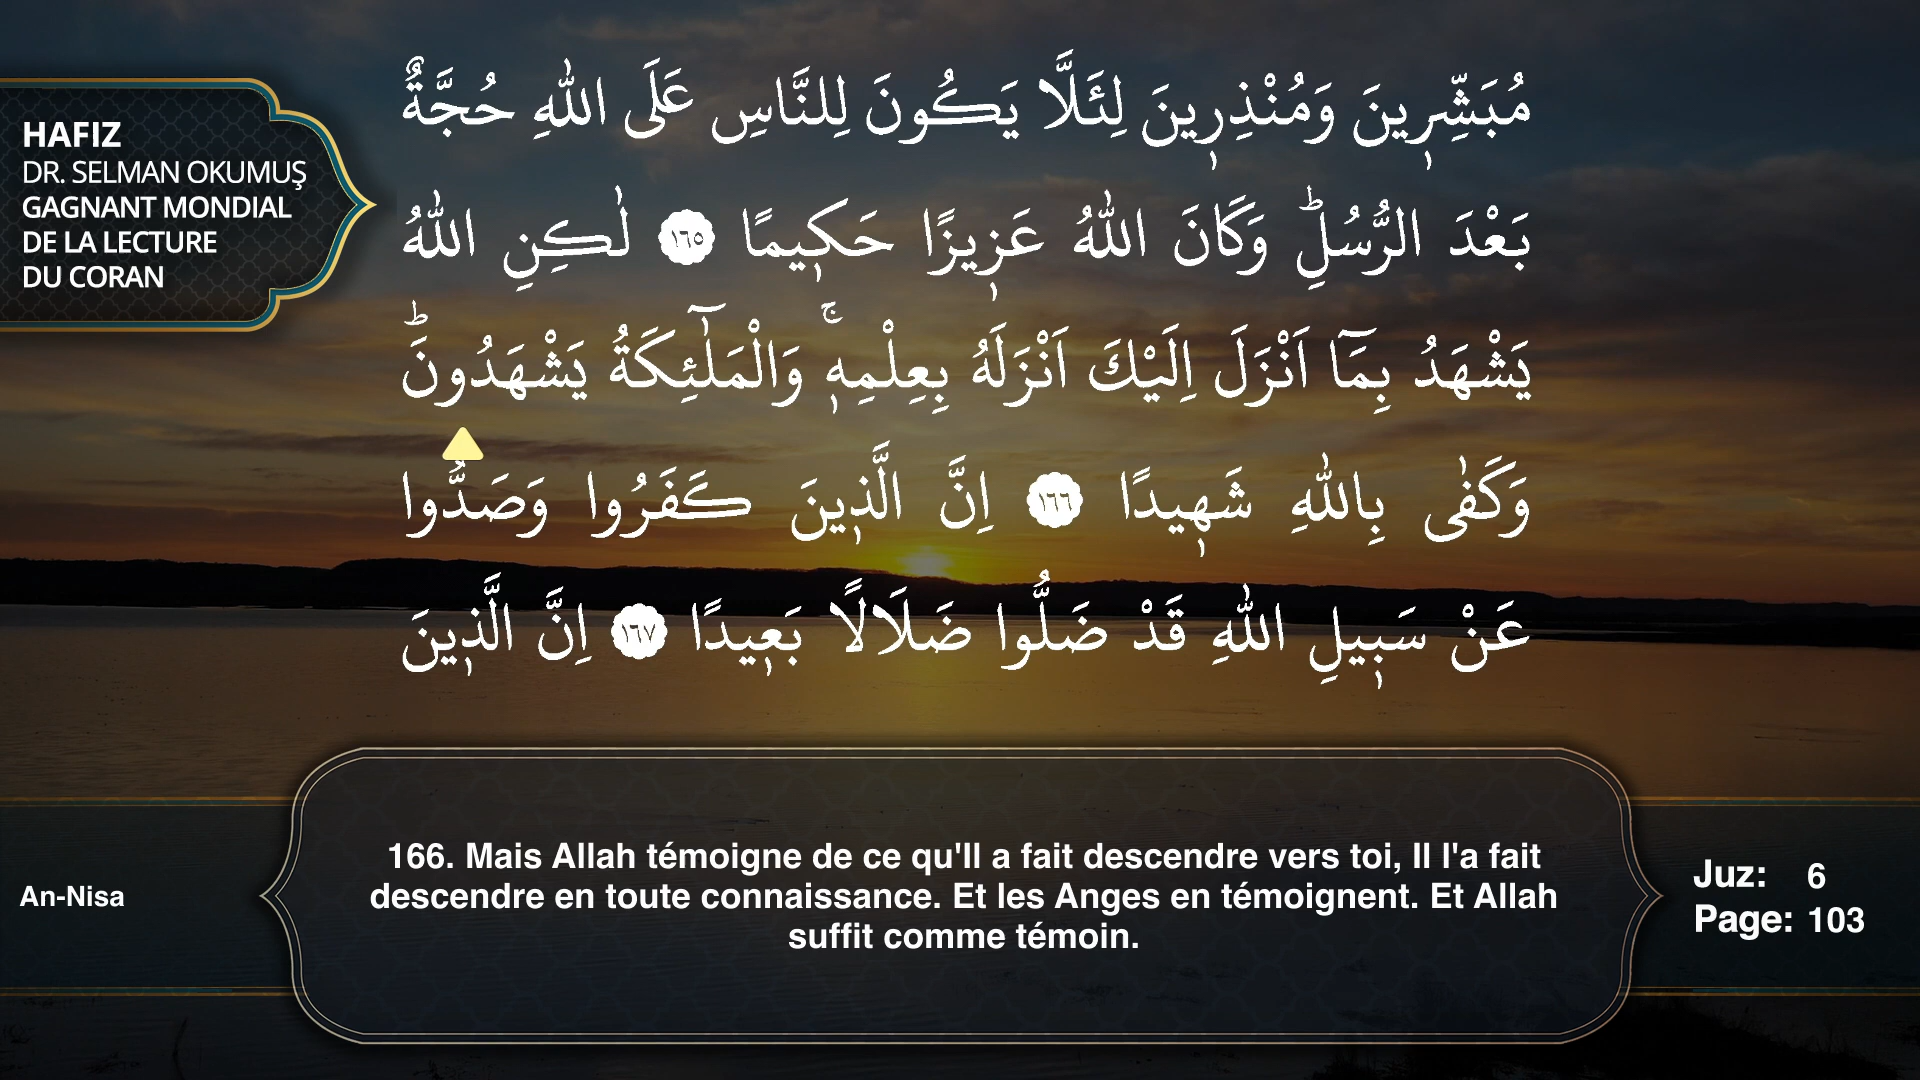 HAFIZ
DR. SELMAN OKUMUŞ
GAGNANT MONDIAL
DE LA LECTURE
DU CORAN
مُبَشِّرٖينَ وَمُنْذِرٖينَ لِئَلَّا يَكُونَ لِلنَّاسِ عَلَى اللّٰهِ حُجَّةٌ
بَعْدَ الرُّسُلِؕ وَكَانَ اللّٰهُ عَزٖيزًا حَكٖيمًا ١٦٥ لٰكِنِ اللّٰهُ
يَشْهَدُ بِمَٓا اَنْزَلَ اِلَيْكَ اَنْزَلَهُ بِعِلْمِهٖۚ وَالْمَلٰٓئِكَةُ يَشْهَدُونَؕ
وَكَفٰى بِاللّٰهِ شَهٖيدًا ١٦٦ اِنَّ الَّذٖينَ كَفَرُوا وَصَدُّوا
عَنْ سَبٖيلِ اللّٰهِ قَدْ ضَلُّوا ضَلَالًا بَعٖيدًا ١٦٧ اِنَّ الَّذٖينَ
166. Mais Allah témoigne de ce qu'Il a fait descendre vers toi, Il l'a fait
descendre en toute connaissance. Et les Anges en témoignent. Et Allah
suffit comme témoin.
An-Nisa
Juz: 6
Page: 103